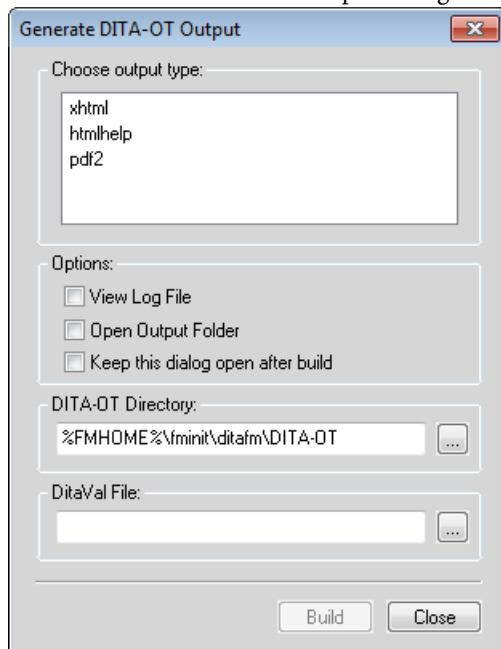 Generate DITA-OT Output
Choose output type:
xhtml
htmlhelp
pdf2
Options:
View Log File
Open Output Folder
Keep this dialog open after build
DITA-OT Directory:
%FMHOME%\fminit\ditafm\DITA-OT
...
DitaVal File:
...
Build
Close